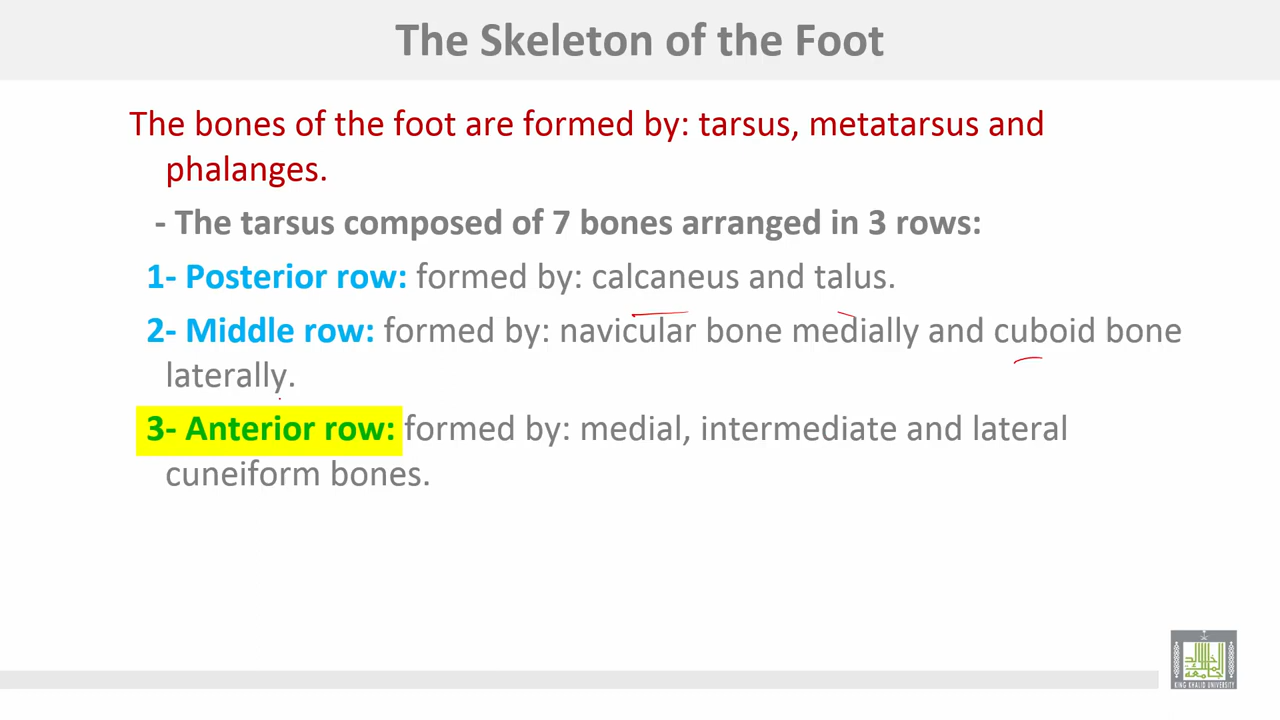 The Skeleton of the Foot
The bones of the foot are formed by: tarsus, metatarsus and
phalanges.
- The tarsus composed of 7 bones arranged in 3 rows:
1- Posterior row: formed by: calcaneus and talus.
2- Middle row: formed by: navicular bone medially and cuboid bone
laterally.
3- Anterior row: formed by: medial, intermediate and lateral
cuneiform bones.
KING KHALID UNIVERSITY